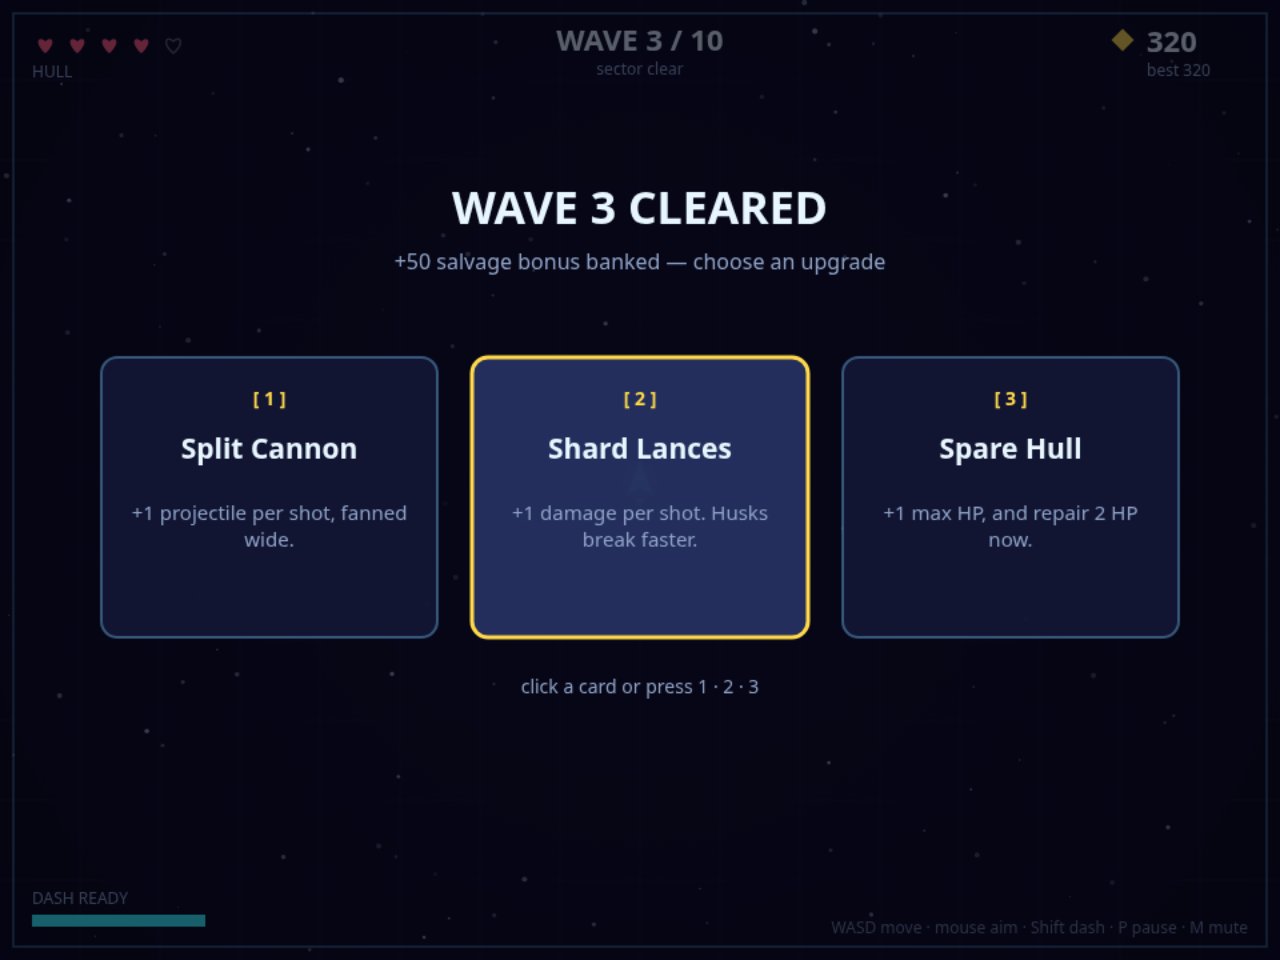 HULL
WAVE 3 / 10
sector clear
320
best 320
WAVE 3 CLEARED
+50 salvage bonus banked — choose an upgrade
[ 1 ]
Split Cannon
+1 projectile per shot, fanned
wide.
[ 2 ]
Shard Lances
+1 damage per shot. Husks
break faster.
[ 3 ]
Spare Hull
+1 max HP, and repair 2 HP
now.
click a card or press 1 · 2 · 3
DASH READY
WASD move · mouse aim · Shift dash · P pause · M mute